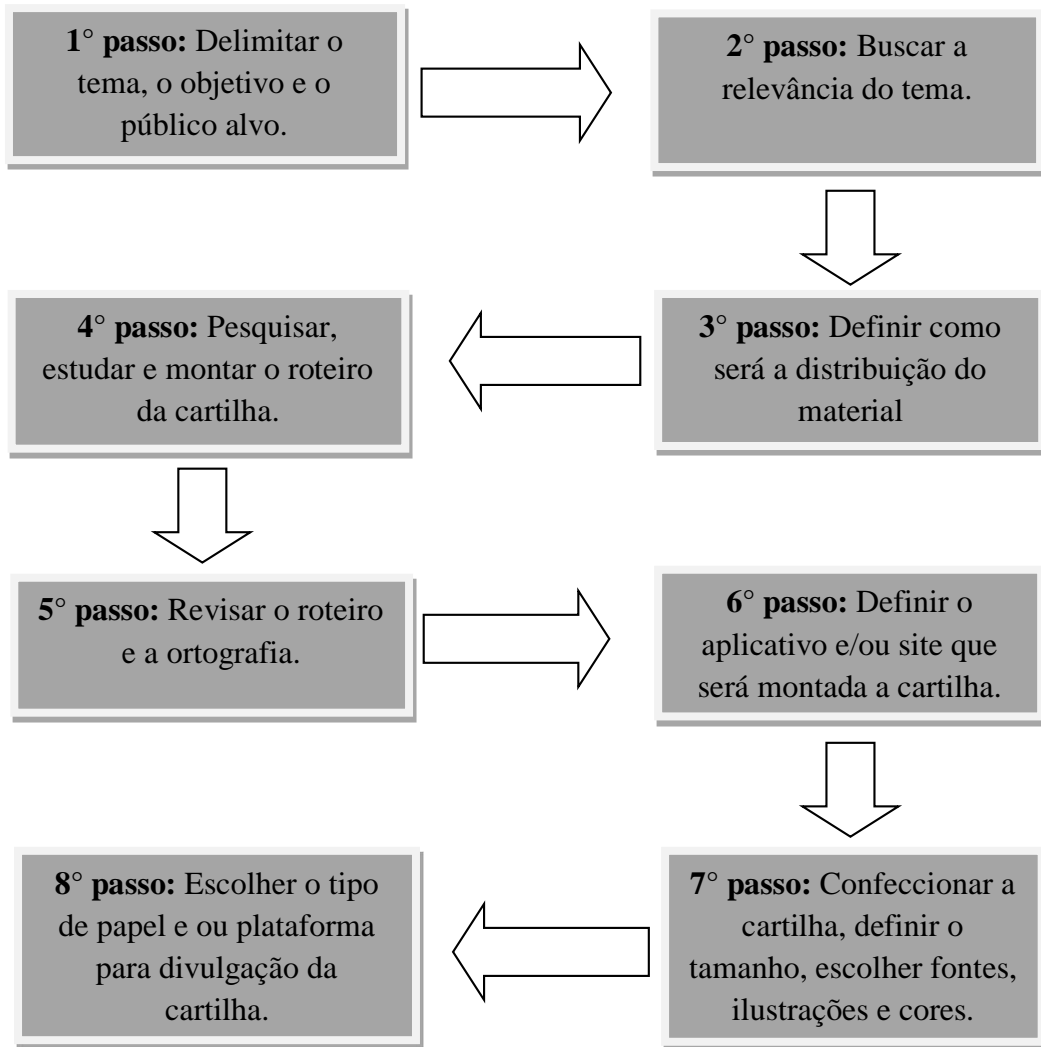 1° passo: Delimitar o
tema, o objetivo e o
público alvo.
2° passo: Buscar a
relevância do tema.
3° passo: Definir como
será a distribuição do
material
4° passo: Pesquisar,
estudar e montar o roteiro
da cartilha.
5° passo: Revisar o roteiro
e a ortografia.
6° passo: Definir o
aplicativo e/ou site que
será montada a cartilha.
7° passo: Confeccionar a
cartilha, definir o
tamanho, escolher fontes,
ilustrações e cores.
8° passo: Escolher o tipo
de papel e ou plataforma
para divulgação da
cartilha.